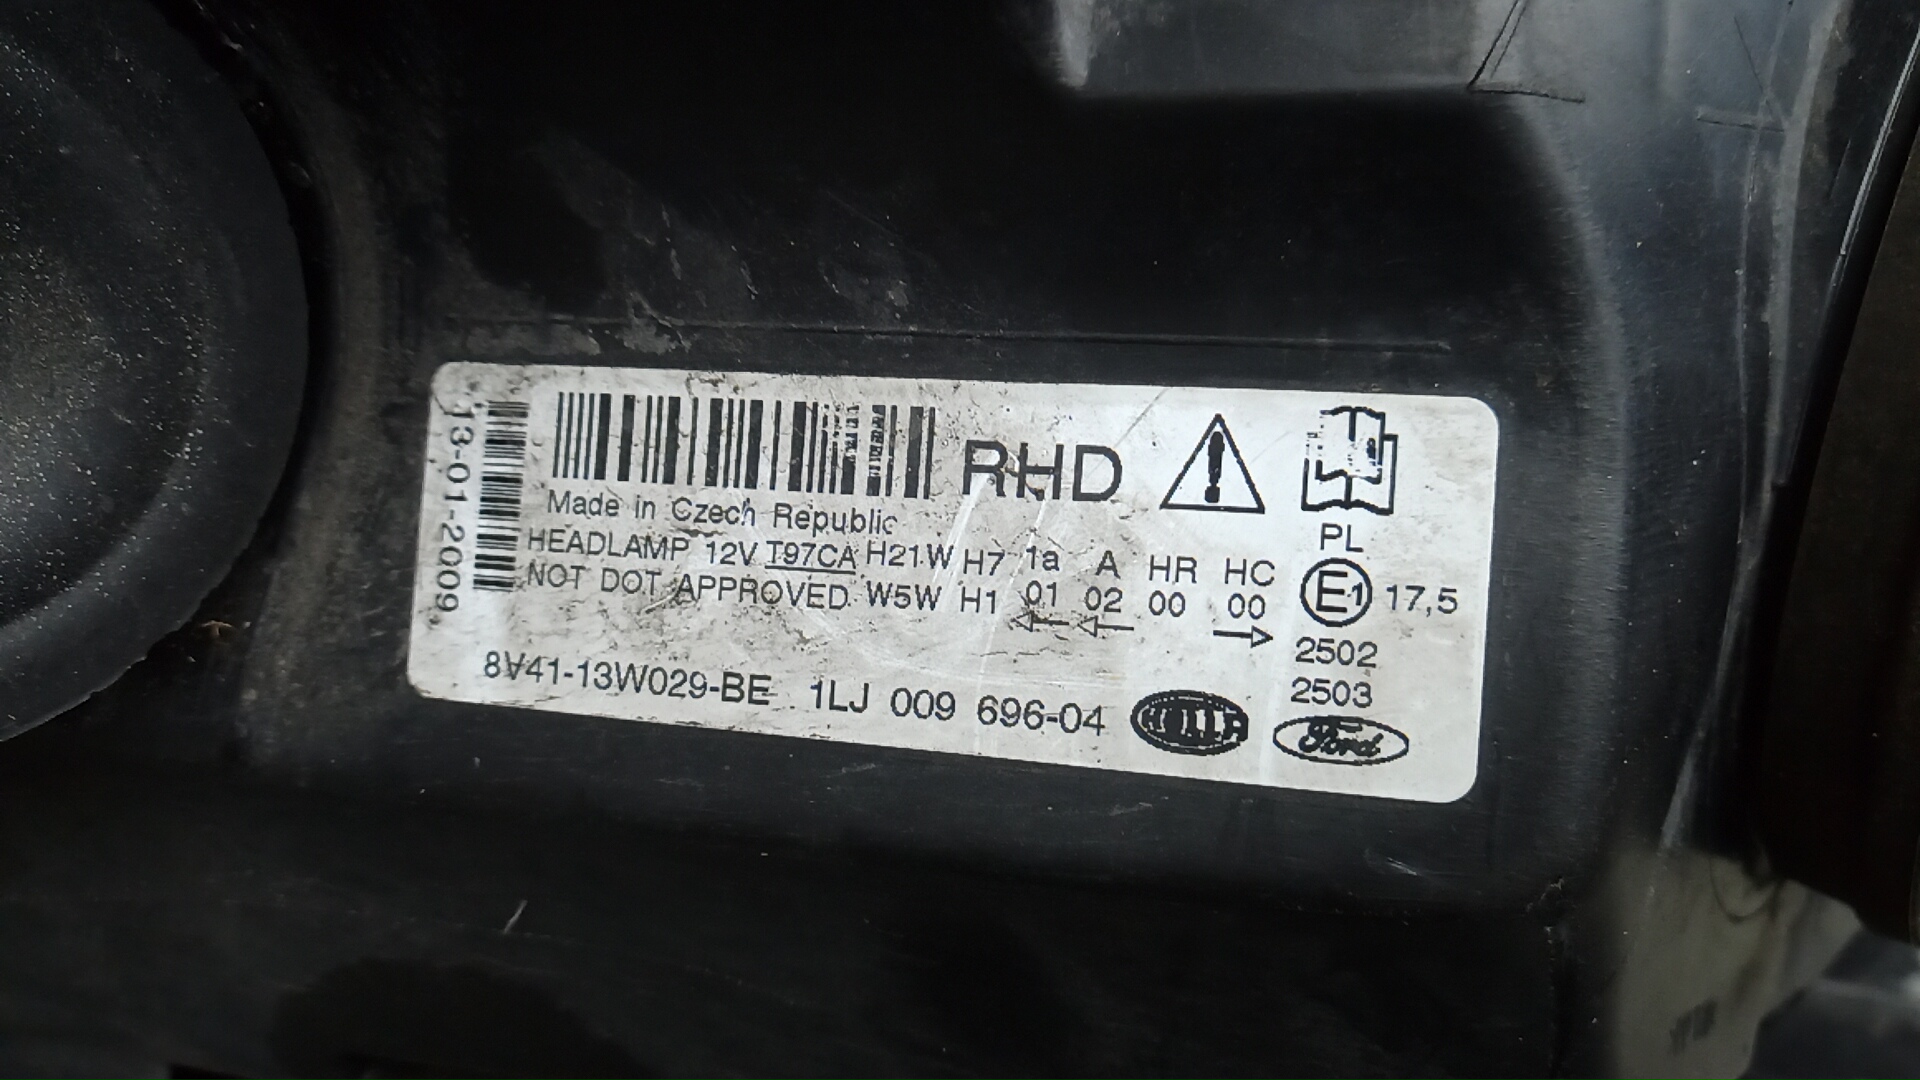 13-01-2009
RHD
Made in Czech Republic
PL
HEADLAMP 12V T97CA H21W H7 1a A HR HC
E1 17,5
NOT DOT APPROVED W5W H1 01 02 00 00
← ← →
2502
2503
8V41-13W029-BE 1LJ 009 696-04 HELLA Ford